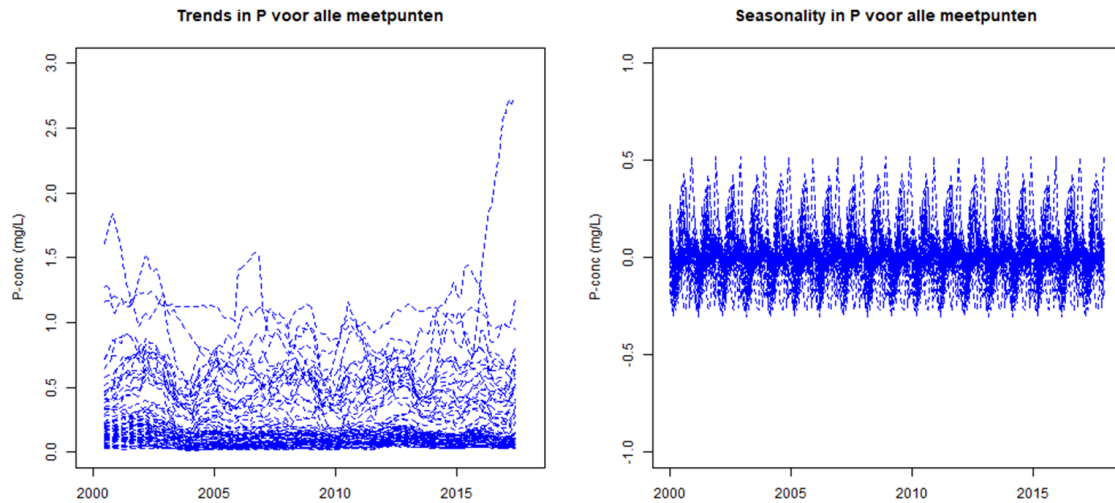 Trends in P voor alle meetpunten
P-conc (mg/L)
3.0
2.5
2.0
1.5
1.0
0.5
0.0
2000 2005 2010 2015
Seasonality in P voor alle meetpunten
P-conc (mg/L)
1.0
0.5
0.0
-0.5
-1.0
2000 2005 2010 2015